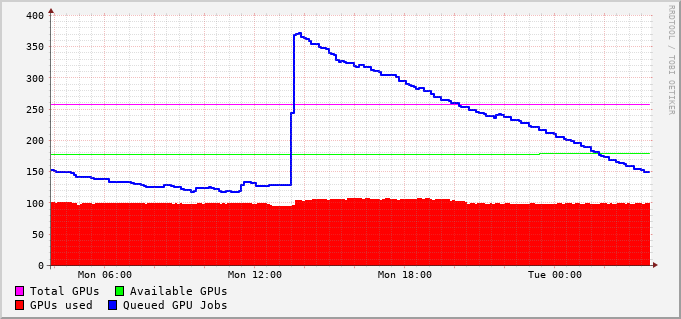 400
350
300
250
200
150
100
50
0
Mon 06:00 Mon 12:00 Mon 18:00 Tue 00:00
Total GPUs Available GPUs
GPUs used Queued GPU Jobs
RRDTOOL / TOBI OETIKER